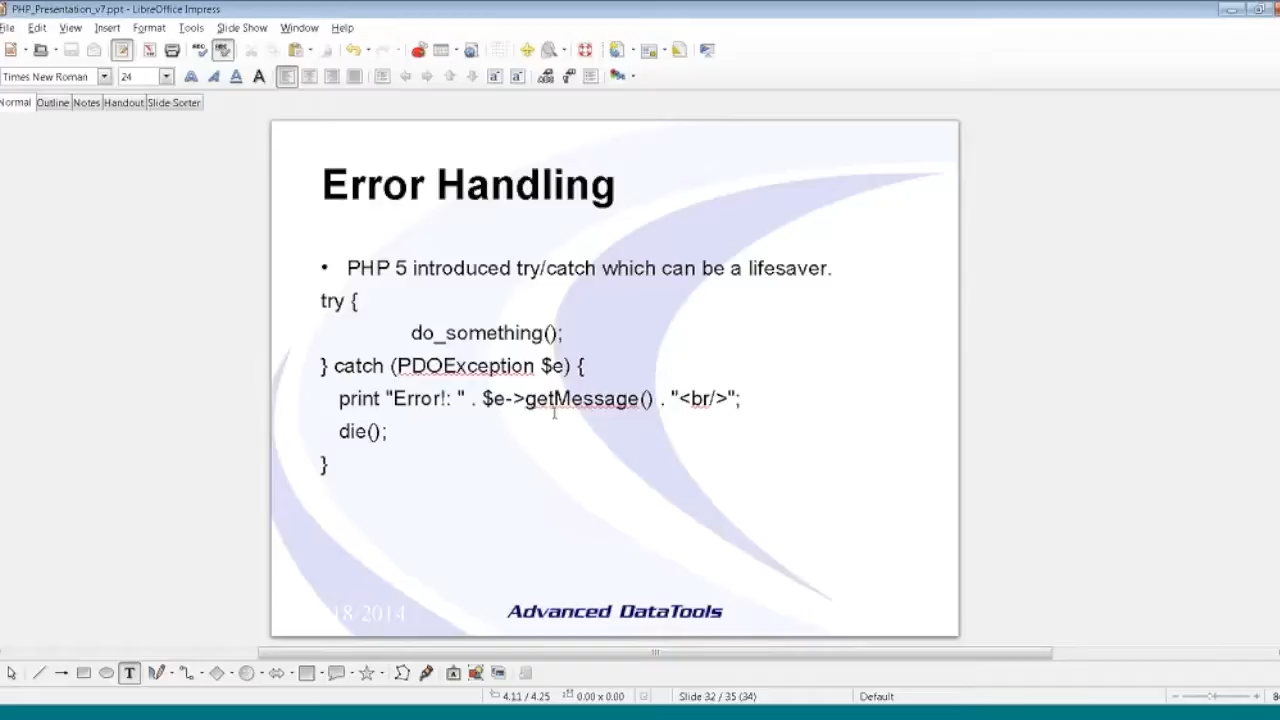 PHP_Presentation_v7.ppt - LibreOffice Impress
File Edit View Insert Format Tools Slide Show Window Help
Times New Roman 24
Normal Outline Notes Handout Slide Sorter
Error Handling
• PHP 5 introduced try/catch which can be a lifesaver.
try {
do_something();
} catch (PDOException $e) {
print "Error!: " . $e->getMessage() . "<br/>";
die();
}
18-2014
Advanced DataTools
4.11 / 4.25 0.00 x 0.00 Slide 32 / 35 (34) Default